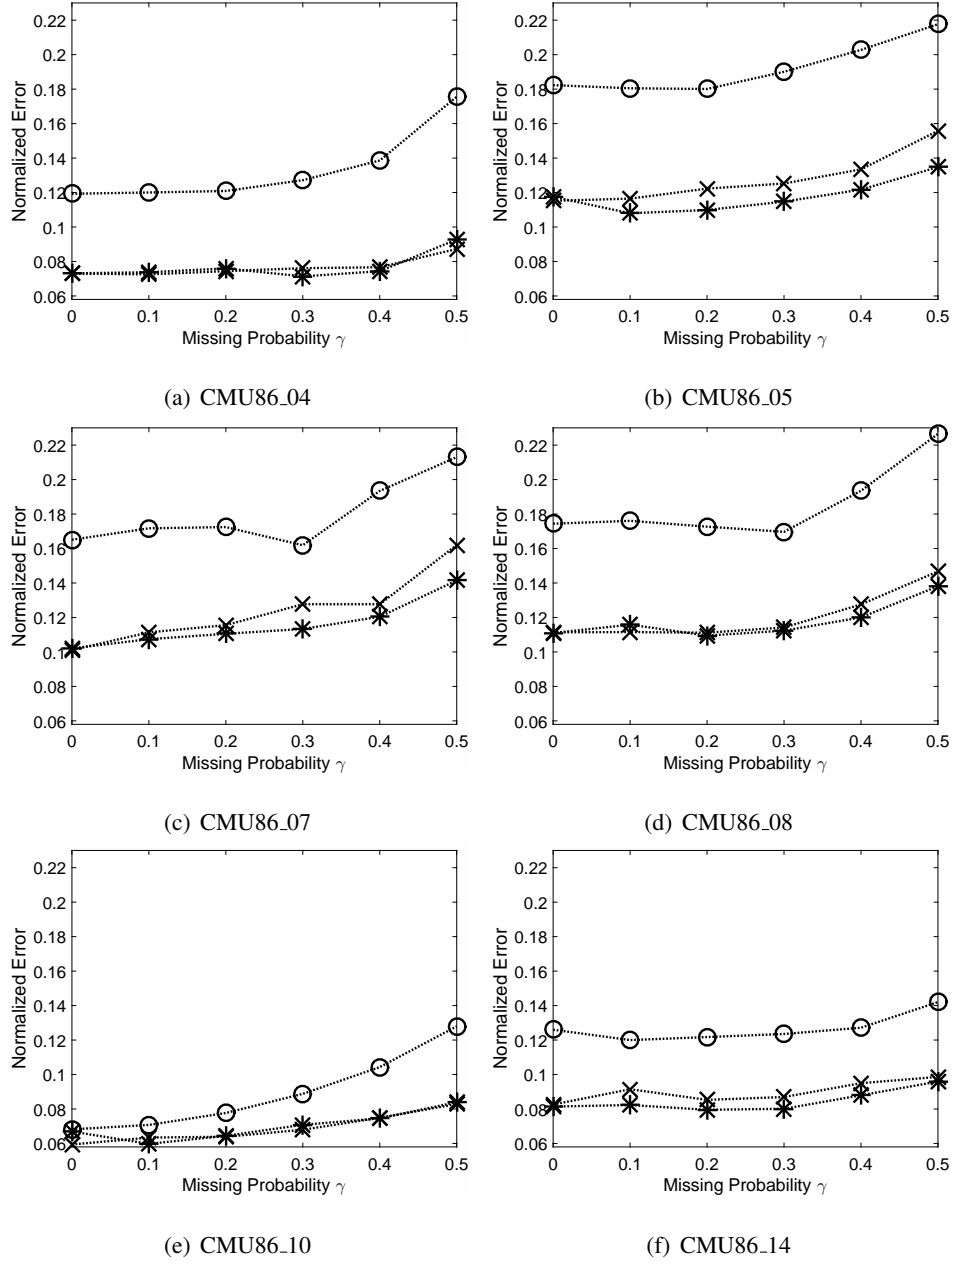 0.22
0.2
0.18
0.16
0.14
0.12
0.1
0.08
0.06
Normalized Error
0 0.1 0.2 0.3 0.4 0.5
Missing Probability γ
(a) CMU86_04
0.22
0.2
0.18
0.16
0.14
0.12
0.1
0.08
0.06
Normalized Error
0 0.1 0.2 0.3 0.4 0.5
Missing Probability γ
(b) CMU86_05
0.22
0.2
0.18
0.16
0.14
0.12
0.1
0.08
0.06
Normalized Error
0 0.1 0.2 0.3 0.4 0.5
Missing Probability γ
(c) CMU86_07
0.22
0.2
0.18
0.16
0.14
0.12
0.1
0.08
0.06
Normalized Error
0 0.1 0.2 0.3 0.4 0.5
Missing Probability γ
(d) CMU86_08
0.22
0.2
0.18
0.16
0.14
0.12
0.1
0.08
0.06
Normalized Error
0 0.1 0.2 0.3 0.4 0.5
Missing Probability γ
(e) CMU86_10
0.22
0.2
0.18
0.16
0.14
0.12
0.1
0.08
0.06
Normalized Error
0 0.1 0.2 0.3 0.4 0.5
Missing Probability γ
(f) CMU86_14